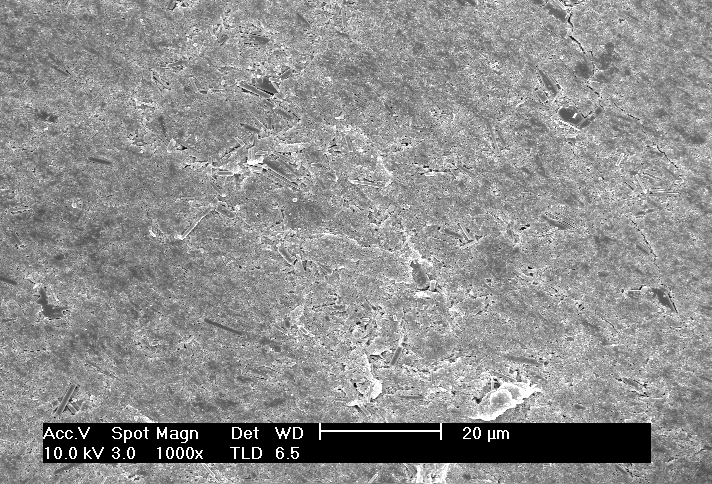 Acc.V Spot Magn Det WD 20 µm
10.0 kV 3.0 1000x TLD 6.5